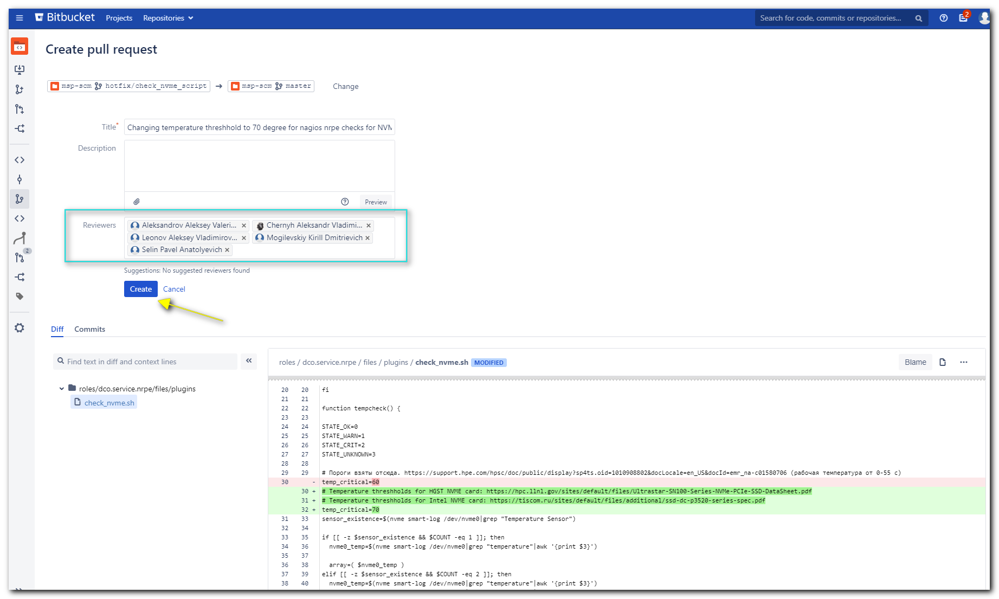 Bitbucket Projects Repositories Search for code, commits or repositories... 2
Create pull request
msp-scm hotfix/check_nvme_script → msp-scm master Change
Title* Changing temperature threshhold to 70 degree for nagios nrpe checks for NVM
Description
Preview
Reviewers Aleksandrov Aleksey Valeri... × Chernyh Aleksandr Vladimi... ×
Leonov Aleksey Vladimirov... × Mogilevskiy Kirill Dmitrievich ×
2 Selin Pavel Anatolyevich ×
Suggestions: No suggested reviewers found
Create Cancel
Diff Commits
Find text in diff and context lines
roles / dco.service.nrpe / files / plugins / check_nvme.sh MODIFIED Blame
roles/dco.service.nrpe/files/plugins
check_nvme.sh
20 20 fi
21 21
22 22 function tempcheck() {
23 23
24 24 STATE_OK=0
25 25 STATE_WARN=1
26 26 STATE_CRIT=2
27 27 STATE_UNKNOWN=3
28 28
29 29 # Пороги взяты отсюда. https://support.hpe.com/hpsc/doc/public/display?sp4ts.oid=1010908802&docLocale=en_US&docId=emr_na-c01580706 (рабочая температура от 0-55 с)
30 - temp_critical=60
30 + # Temperature threshholds for HGST NVME card: https://hpc.llnl.gov/sites/default/files/Ultrastar-SN100-Series-NVMe-PCIe-SSD-DataSheet.pdf
31 + # Temperature threshholds for Intel NVME card: https://tiscom.ru/sites/default/files/additional/ssd-dc-p3520-series-spec.pdf
32 + temp_critical=70
31 33 sensor_existence=$(nvme smart-log /dev/nvme0|grep "Temperature Sensor")
32 34
33 35 if [[ -z $sensor_existence && $COUNT -eq 1 ]]; then
34 36 nvme0_temp=$(nvme smart-log /dev/nvme0|grep "temperature"|awk '{print $3}')
35 37
36 38 array=( $nvme0_temp )
37 39 elif [[ -z $sensor_existence && $COUNT -eq 2 ]]; then
38 40 nvme0_temp=$(nvme smart-log /dev/nvme0|grep "temperature"|awk '{print $3}')